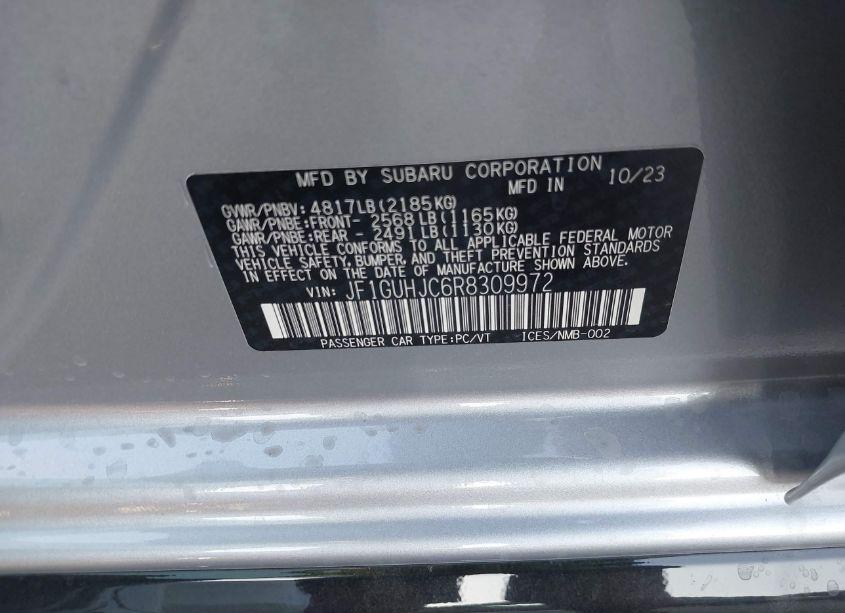 MFD BY SUBARU CORPORATION
MFD IN 10/23
GVWR/PNBV: 4817LB(2185KG)
GAWR/PNBE:FRONT- 2568LB(1165KG)
GAWR/PNBE:REAR - 2491LB(1130KG)
THIS VEHICLE CONFORMS TO ALL APPLICABLE FEDERAL MOTOR
VEHICLE SAFETY, BUMPER, AND THEFT PREVENTION STANDARDS
IN EFFECT ON THE DATE OF MANUFACTURE SHOWN ABOVE.
VIN: JF1GUHJC6R8309972
PASSENGER CAR TYPE:PC/VT ICES/NMB-002